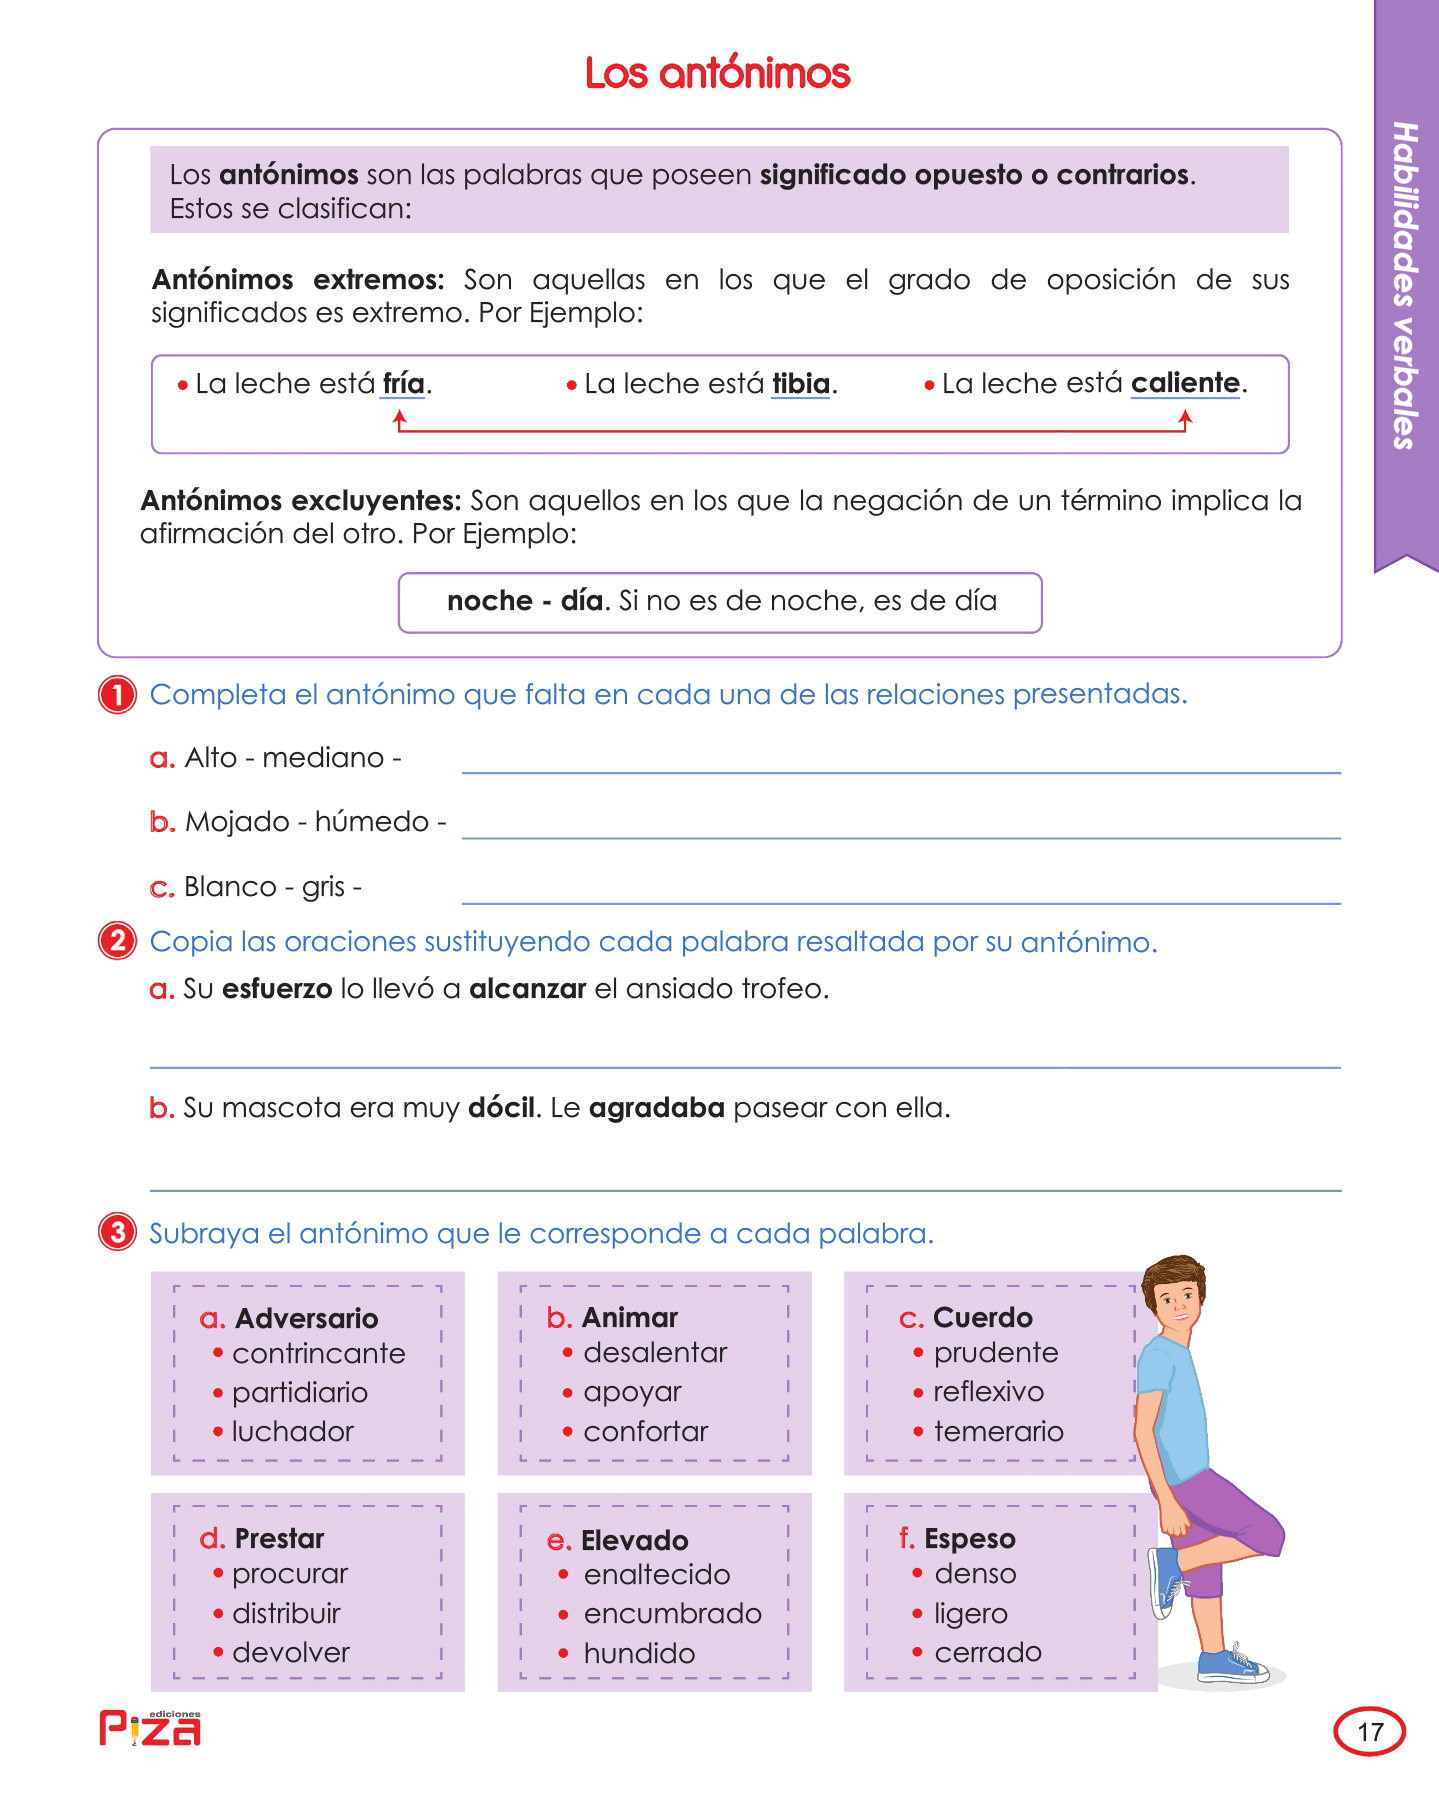 Los antónimos
Habilidades verbales
Los antónimos son las palabras que poseen significado opuesto o contrarios.
Estos se clasifican:
Antónimos extremos: Son aquellas en los que el grado de oposición de sus
significados es extremo. Por Ejemplo:
• La leche está fría. • La leche está tibia. • La leche está caliente.
Antónimos excluyentes: Son aquellos en los que la negación de un término implica la
afirmación del otro. Por Ejemplo:
noche - día. Si no es de noche, es de día
1 Completa el antónimo que falta en cada una de las relaciones presentadas.
a. Alto - mediano -
b. Mojado - húmedo -
c. Blanco - gris -
2 Copia las oraciones sustituyendo cada palabra resaltada por su antónimo.
a. Su esfuerzo lo llevó a alcanzar el ansiado trofeo.
b. Su mascota era muy dócil. Le agradaba pasear con ella.
3 Subraya el antónimo que le corresponde a cada palabra.
a. Adversario
• contrincante
• partidiario
• luchador
b. Animar
• desalentar
• apoyar
• confortar
c. Cuerdo
• prudente
• reflexivo
• temerario
d. Prestar
• procurar
• distribuir
• devolver
e. Elevado
• enaltecido
• encumbrado
• hundido
f. Espeso
• denso
• ligero
• cerrado
ediciones
Piza
17